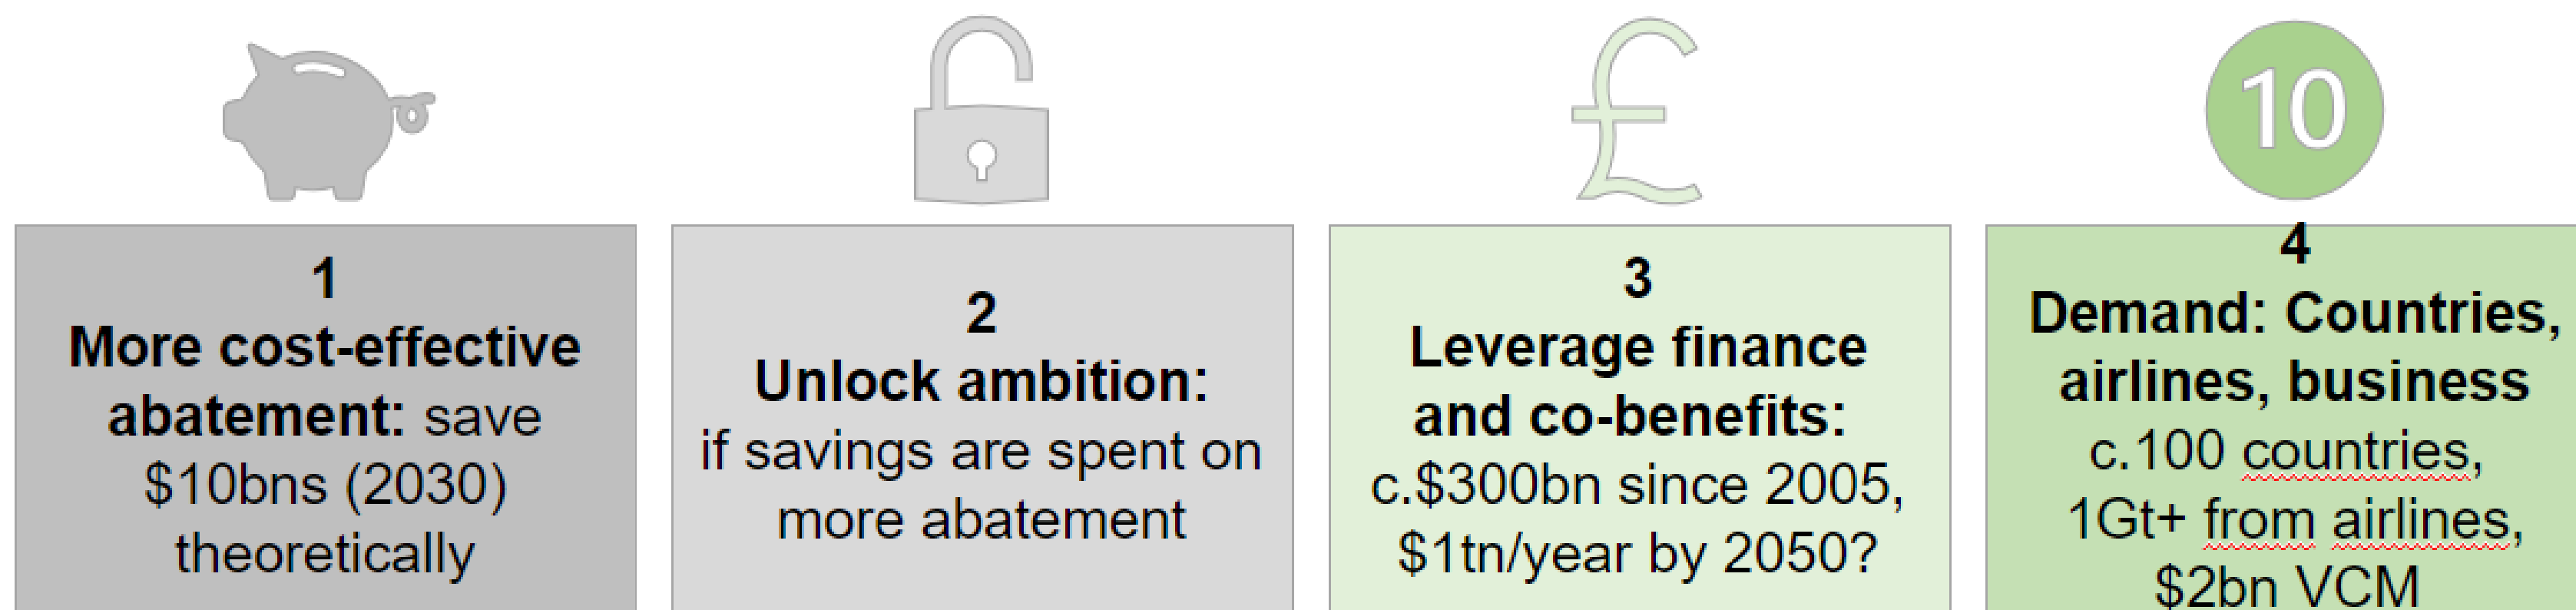 1
More cost-effective
abatement: save
$10bns (2030)
theoretically
2
Unlock ambition:
if savings are spent on
more abatement
3
Leverage finance
and co-benefits:
c.$300bn since 2005,
$1tn/year by 2050?
10
4
Demand: Countries,
airlines, business
c.100 countries,
1Gt+ from airlines,
$2bn VCM